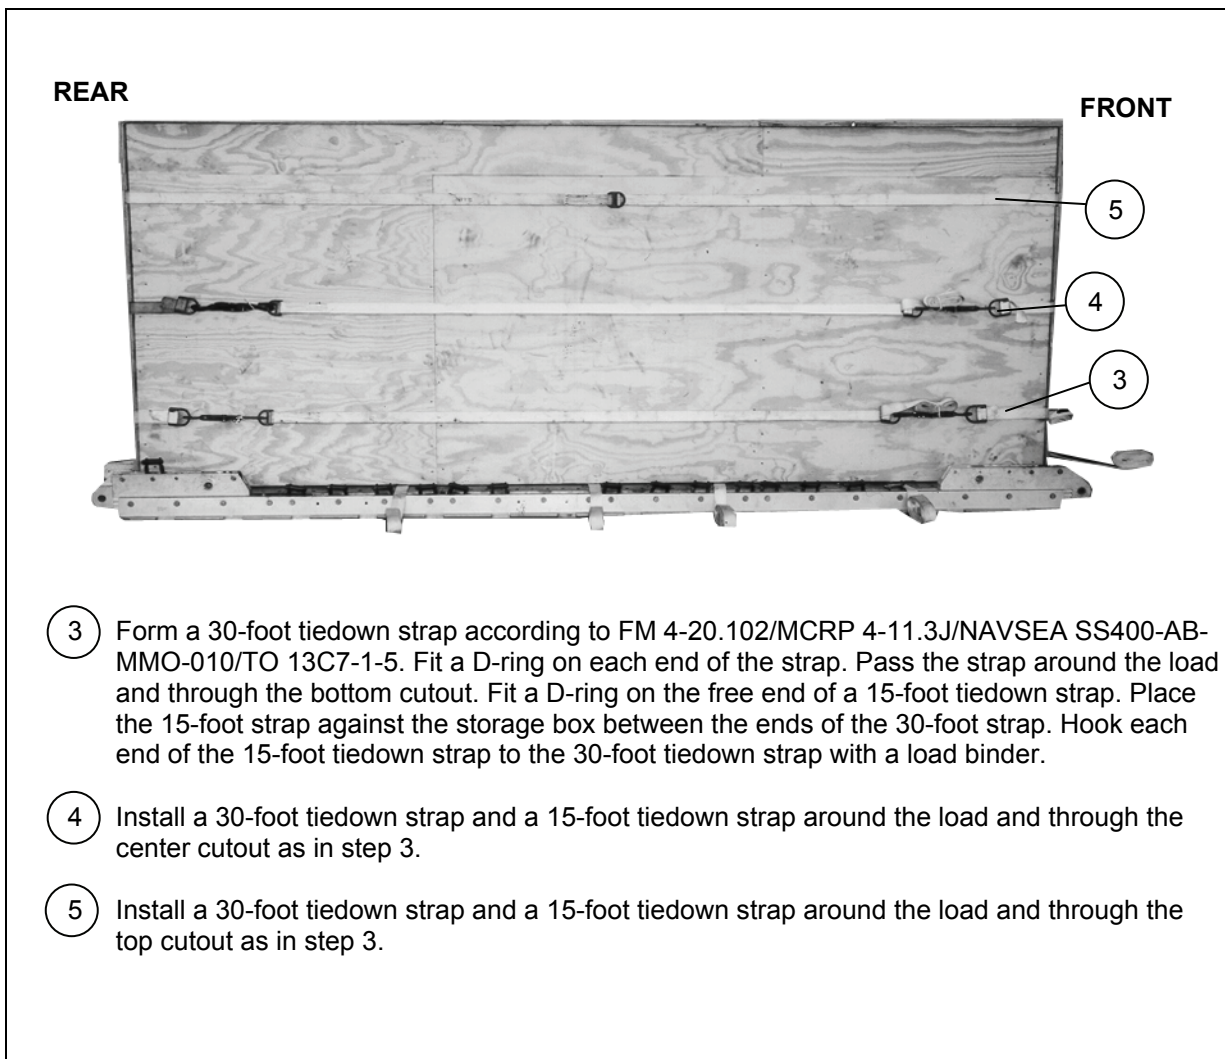 REAR
FRONT
5
4
3
3 Form a 30-foot tiedown strap according to FM 4-20.102/MCRP 4-11.3J/NAVSEA SS400-AB-
MMO-010/TO 13C7-1-5. Fit a D-ring on each end of the strap. Pass the strap around the load
and through the bottom cutout. Fit a D-ring on the free end of a 15-foot tiedown strap. Place
the 15-foot strap against the storage box between the ends of the 30-foot strap. Hook each
end of the 15-foot tiedown strap to the 30-foot tiedown strap with a load binder.
4 Install a 30-foot tiedown strap and a 15-foot tiedown strap around the load and through the
center cutout as in step 3.
5 Install a 30-foot tiedown strap and a 15-foot tiedown strap around the load and through the
top cutout as in step 3.